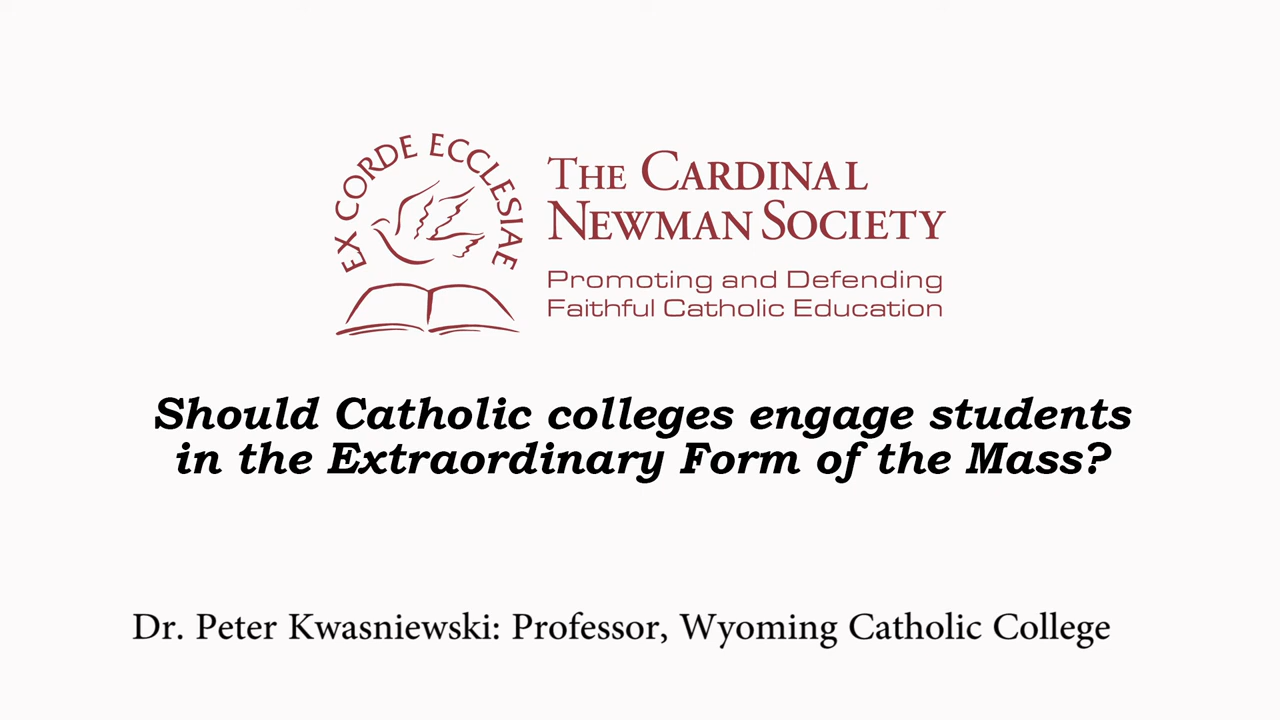 EX CORDE ECCLESIAE
THE CARDINAL
NEWMAN SOCIETY
Promoting and Defending
Faithful Catholic Education
Should Catholic colleges engage students
in the Extraordinary Form of the Mass?
Dr. Peter Kwasniewski: Professor, Wyoming Catholic College